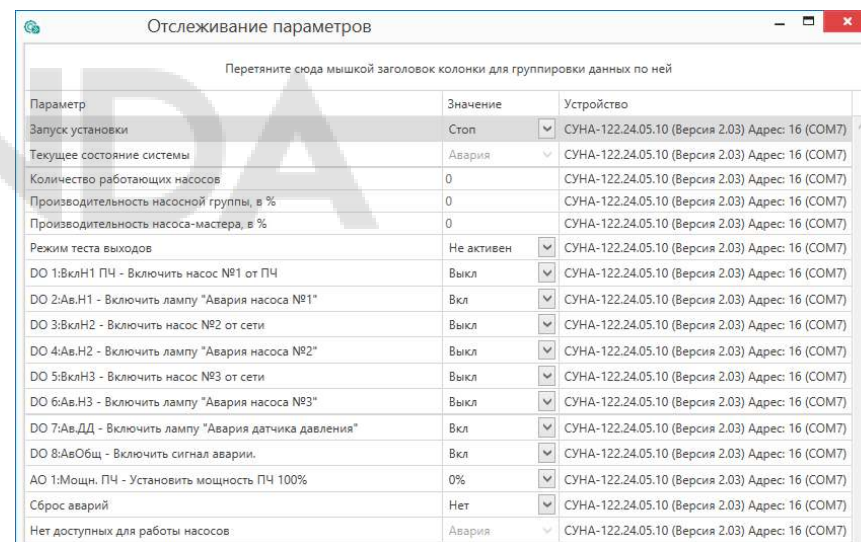 Отслеживание параметров
Перетяните сюда мышкой заголовок колонки для группировки данных по ней
Параметр Значение Устройство
Запуск установки Стоп СУНА-122.24.05.10 (Версия 2.03) Адрес: 16 (COM7)
Текущее состояние системы Авария СУНА-122.24.05.10 (Версия 2.03) Адрес: 16 (COM7)
Количество работающих насосов 0 СУНА-122.24.05.10 (Версия 2.03) Адрес: 16 (COM7)
Производительность насосной группы, в % 0 СУНА-122.24.05.10 (Версия 2.03) Адрес: 16 (COM7)
Производительность насоса-мастера, в % 0 СУНА-122.24.05.10 (Версия 2.03) Адрес: 16 (COM7)
Режим теста выходов Не активен СУНА-122.24.05.10 (Версия 2.03) Адрес: 16 (COM7)
DO 1:ВклН1 ПЧ - Включить насос №1 от ПЧ Выкл СУНА-122.24.05.10 (Версия 2.03) Адрес: 16 (COM7)
DO 2:Ав.Н1 - Включить лампу "Авария насоса №1" Вкл СУНА-122.24.05.10 (Версия 2.03) Адрес: 16 (COM7)
DO 3:ВклН2 - Включить насос №2 от сети Выкл СУНА-122.24.05.10 (Версия 2.03) Адрес: 16 (COM7)
DO 4:Ав.Н2 - Включить лампу "Авария насоса №2" Выкл СУНА-122.24.05.10 (Версия 2.03) Адрес: 16 (COM7)
DO 5:ВклН3 - Включить насос №3 от сети Выкл СУНА-122.24.05.10 (Версия 2.03) Адрес: 16 (COM7)
DO 6:Ав.Н3 - Включить лампу "Авария насоса №3" Выкл СУНА-122.24.05.10 (Версия 2.03) Адрес: 16 (COM7)
DO 7:Ав.ДД - Включить лампу "Авария датчика давления" Вкл СУНА-122.24.05.10 (Версия 2.03) Адрес: 16 (COM7)
DO 8:АвОбщ - Включить сигнал аварии. Вкл СУНА-122.24.05.10 (Версия 2.03) Адрес: 16 (COM7)
АО 1:Мощн. ПЧ - Установить мощность ПЧ 100% 0% СУНА-122.24.05.10 (Версия 2.03) Адрес: 16 (COM7)
Сброс аварий Нет СУНА-122.24.05.10 (Версия 2.03) Адрес: 16 (COM7)
Нет доступных для работы насосов Авария СУНА-122.24.05.10 (Версия 2.03) Адрес: 16 (COM7)